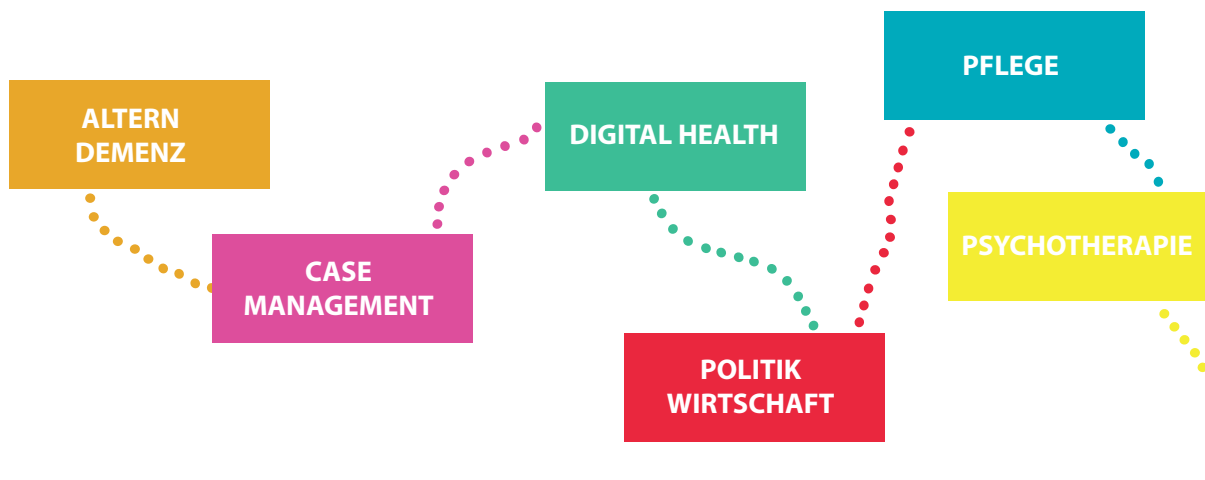 ALTERN
DEMENZ
CASE
MANAGEMENT
DIGITAL HEALTH
POLITIK
WIRTSCHAFT
PFLEGE
PSYCHOTHERAPIE